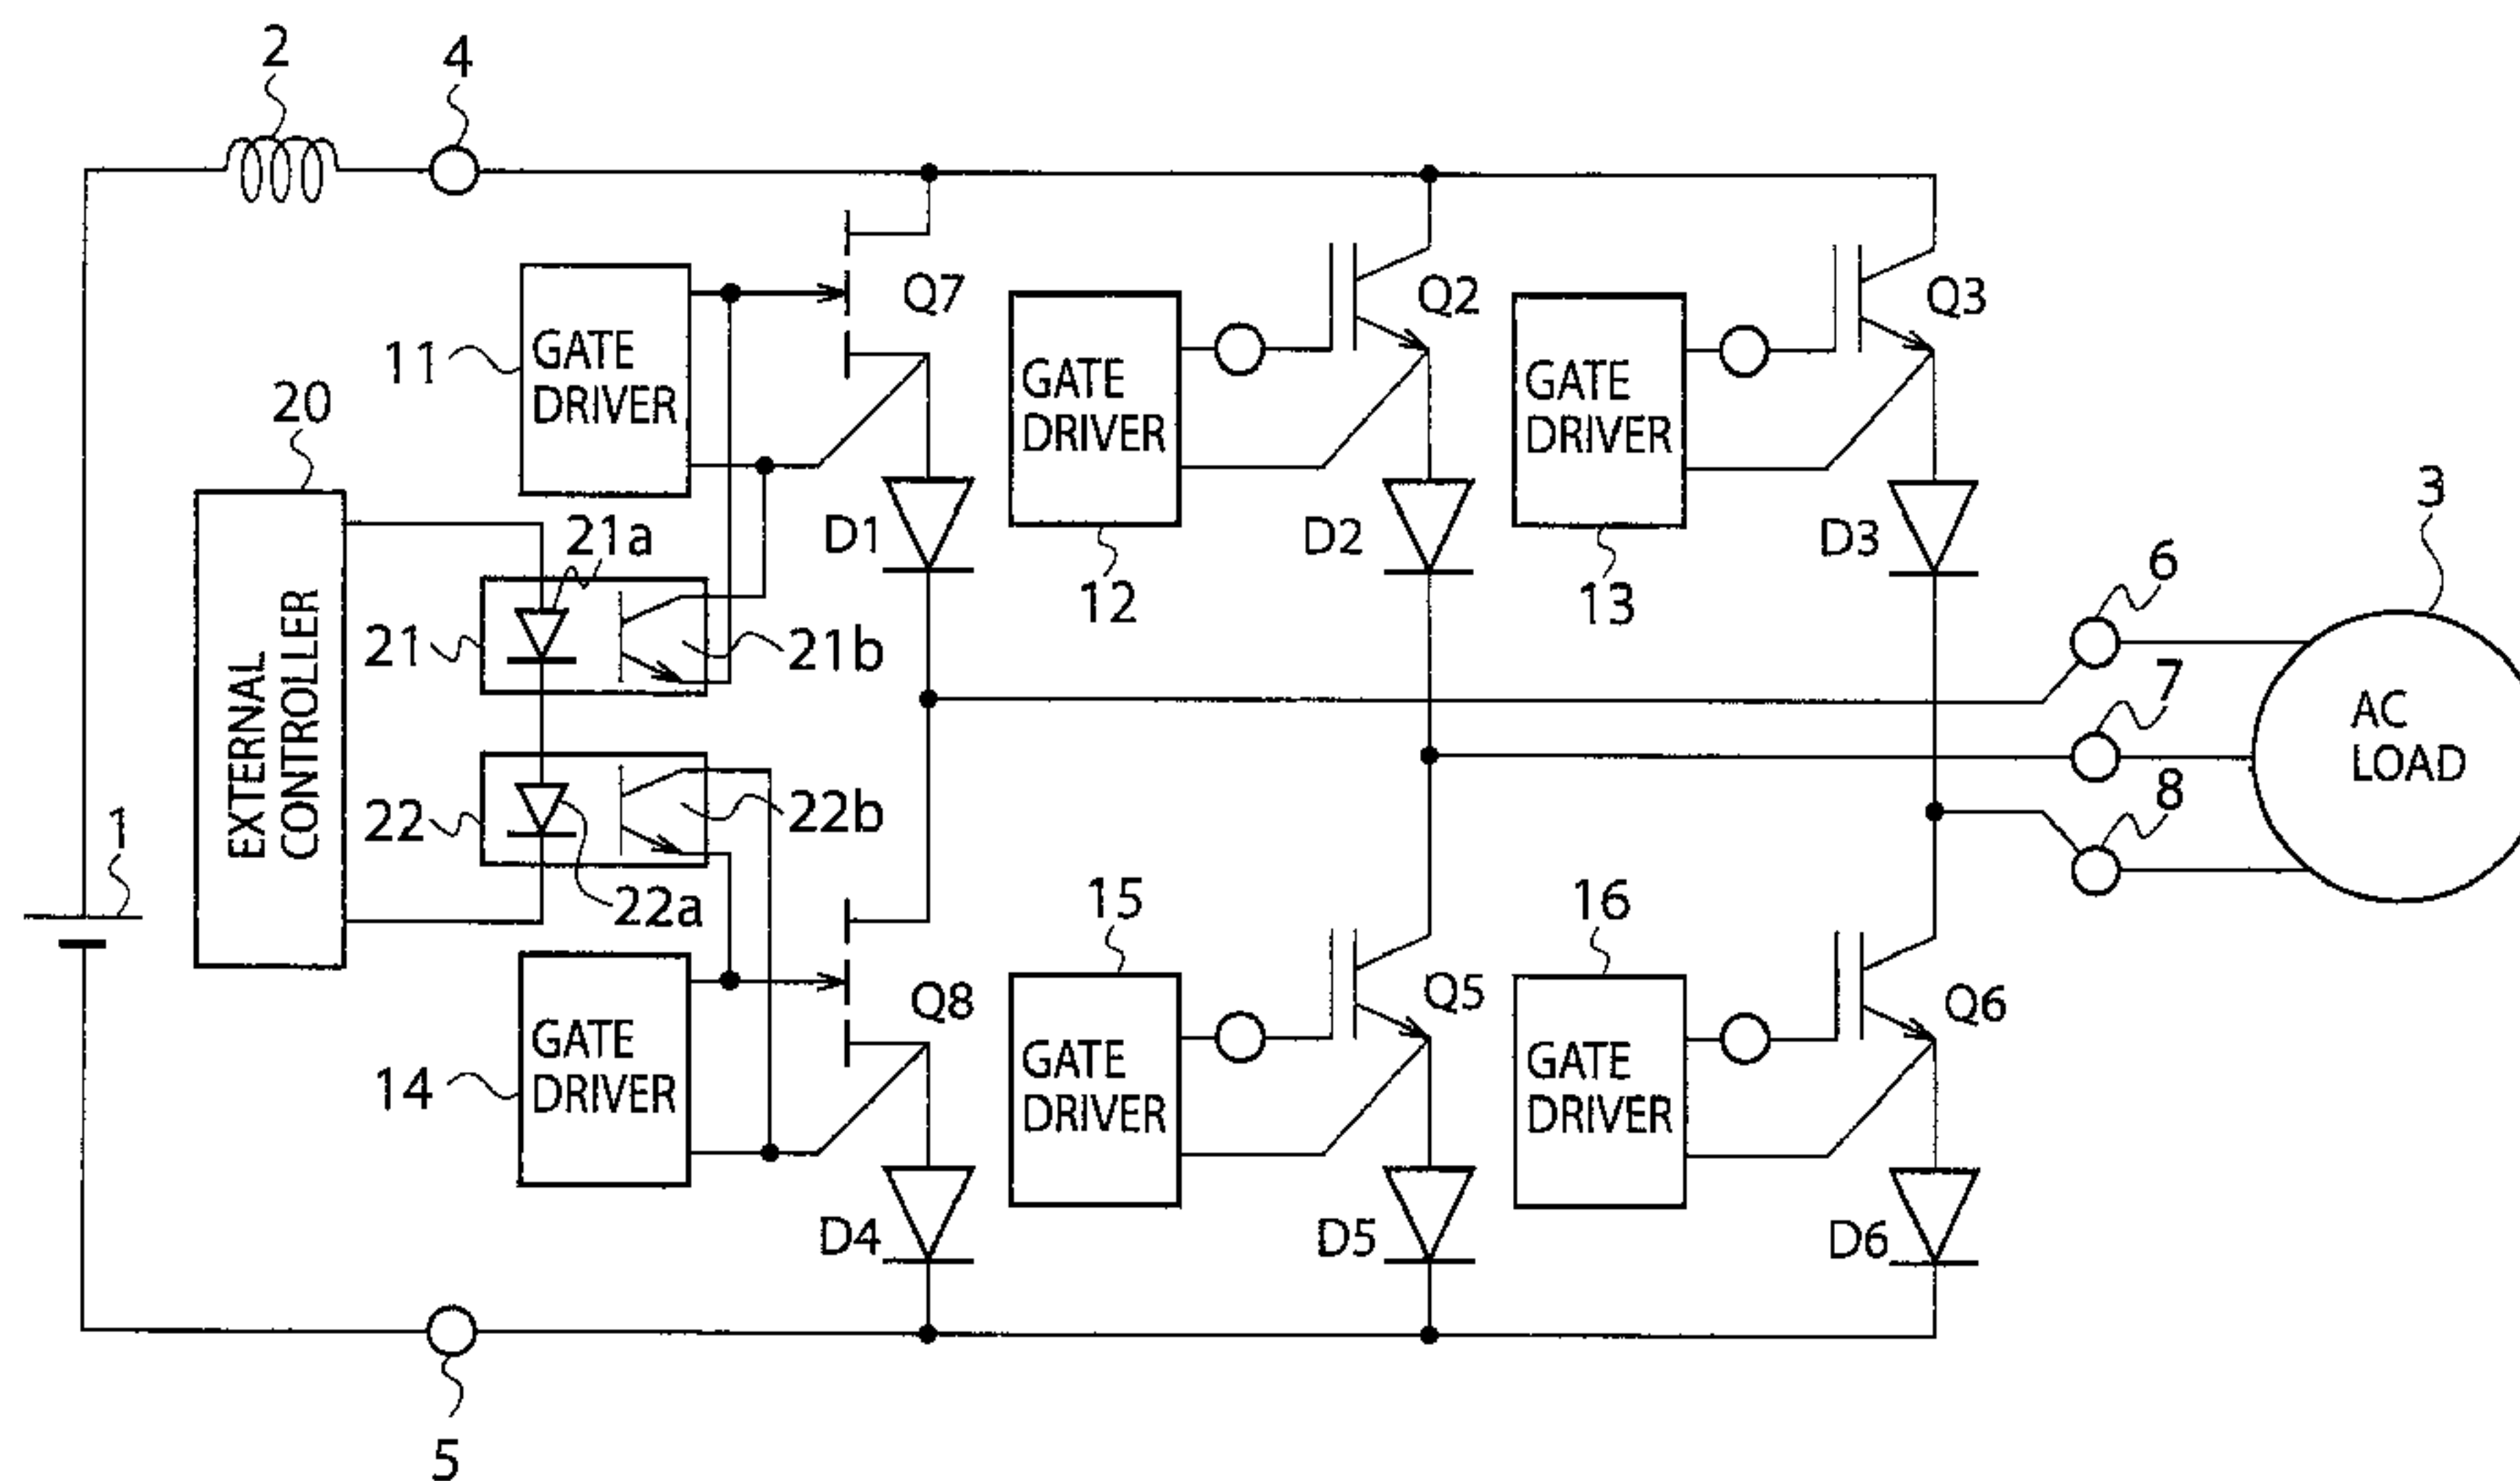 2
4
Q7
Q2
Q3
11
GATE
DRIVER
GATE
DRIVER
GATE
DRIVER
20
3
21a
D1
D2
D3
6
12
13
EXTERNAL
CONTROLLER
21
21b
7
AC
LOAD
8
1
22
22b
22a
15
16
Q8
Q5
Q6
14
GATE
DRIVER
GATE
DRIVER
GATE
DRIVER
D4
D5
D6
5